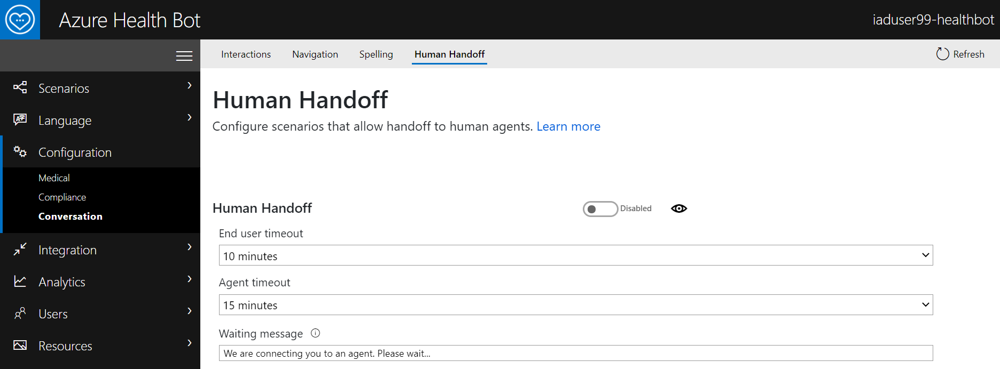 Azure Health Bot
iaduser99-healthbot
Interactions
Navigation
Spelling
Human Handoff
Refresh
Scenarios
Language
Configuration
Medical
Compliance
Conversation
Integration
Analytics
Users
Resources
Human Handoff
Configure scenarios that allow handoff to human agents. Learn more
Human Handoff
Disabled
End user timeout
10 minutes
Agent timeout
15 minutes
Waiting message
We are connecting you to an agent. Please wait...